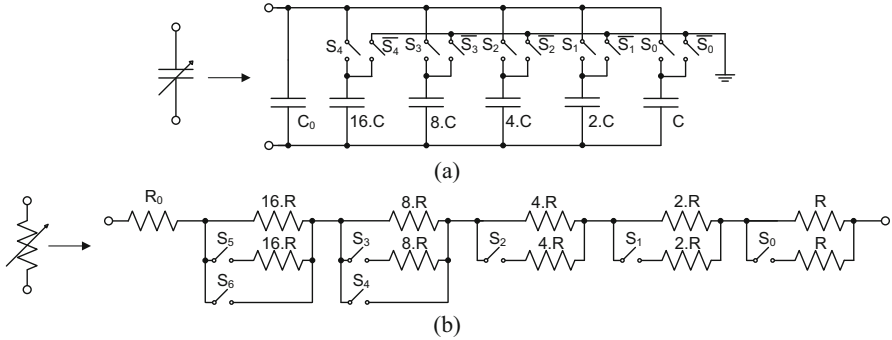 S₄ S̅₄ S₃ S̅₃ S₂ S̅₂ S₁ S̅₁ S₀ S̅₀
C₀ 16.C 8.C 4.C 2.C C
(a)
R₀ 16.R 8.R 4.R 2.R R
S₅ 16.R S₃ 8.R S₂ 4.R S₁ 2.R S₀ R
S₆ S₄
(b)